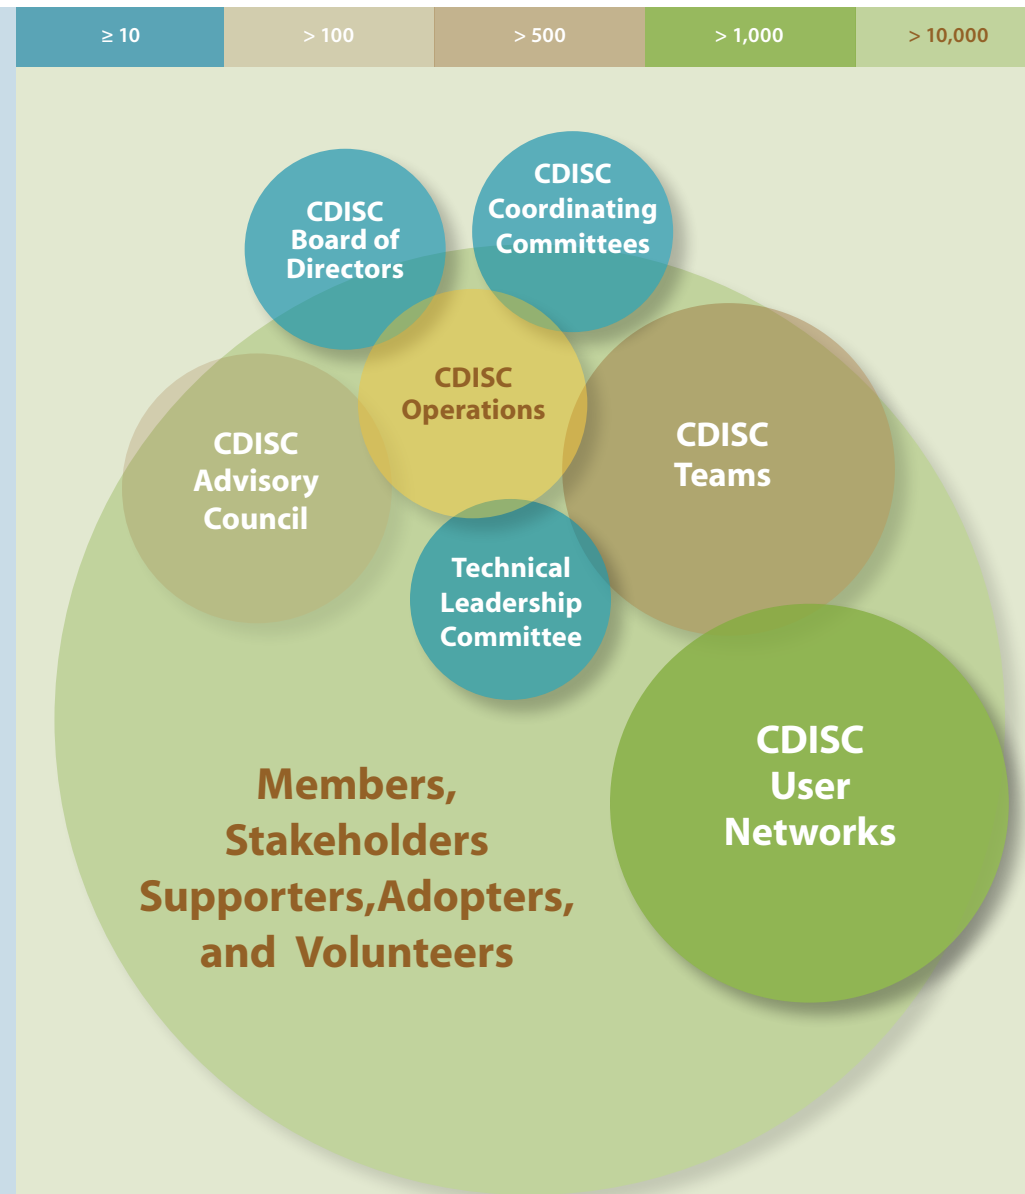 ≥ 10
> 100
> 500
> 1,000
> 10,000
CDISC
Board of
Directors
CDISC
Coordinating
Committees
CDISC
Operations
CDISC
Advisory
Council
CDISC
Teams
Technical
Leadership
Committee
CDISC
User
Networks
Members,
Stakeholders
Supporters,Adopters,
and Volunteers